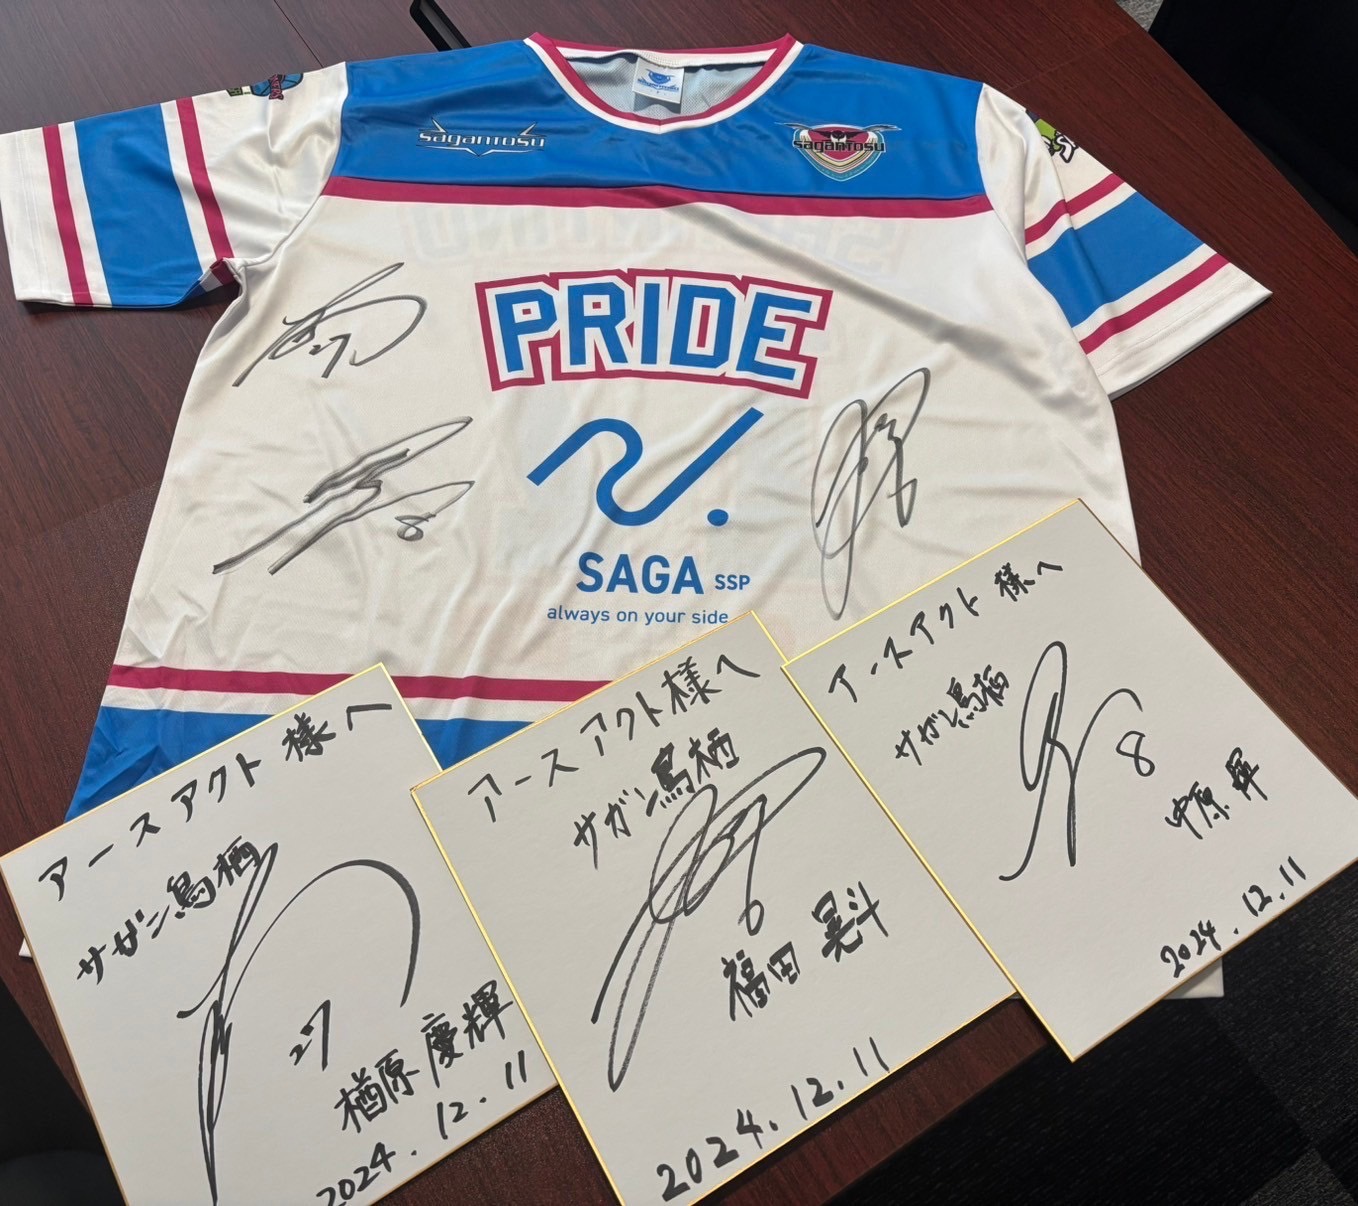 sagantosu
sagantosu
PRIDE
SAGA SSP
always on your side
27
8
6
アースアクト様へ
サガン鳥栖
27
楢原慶輝
2024.12.11
アースアクト様へ
サガン鳥栖
6
福田晃斗
2024.12.11
アースアクト様へ
サガン鳥栖
8
中原輝
2024.12.11